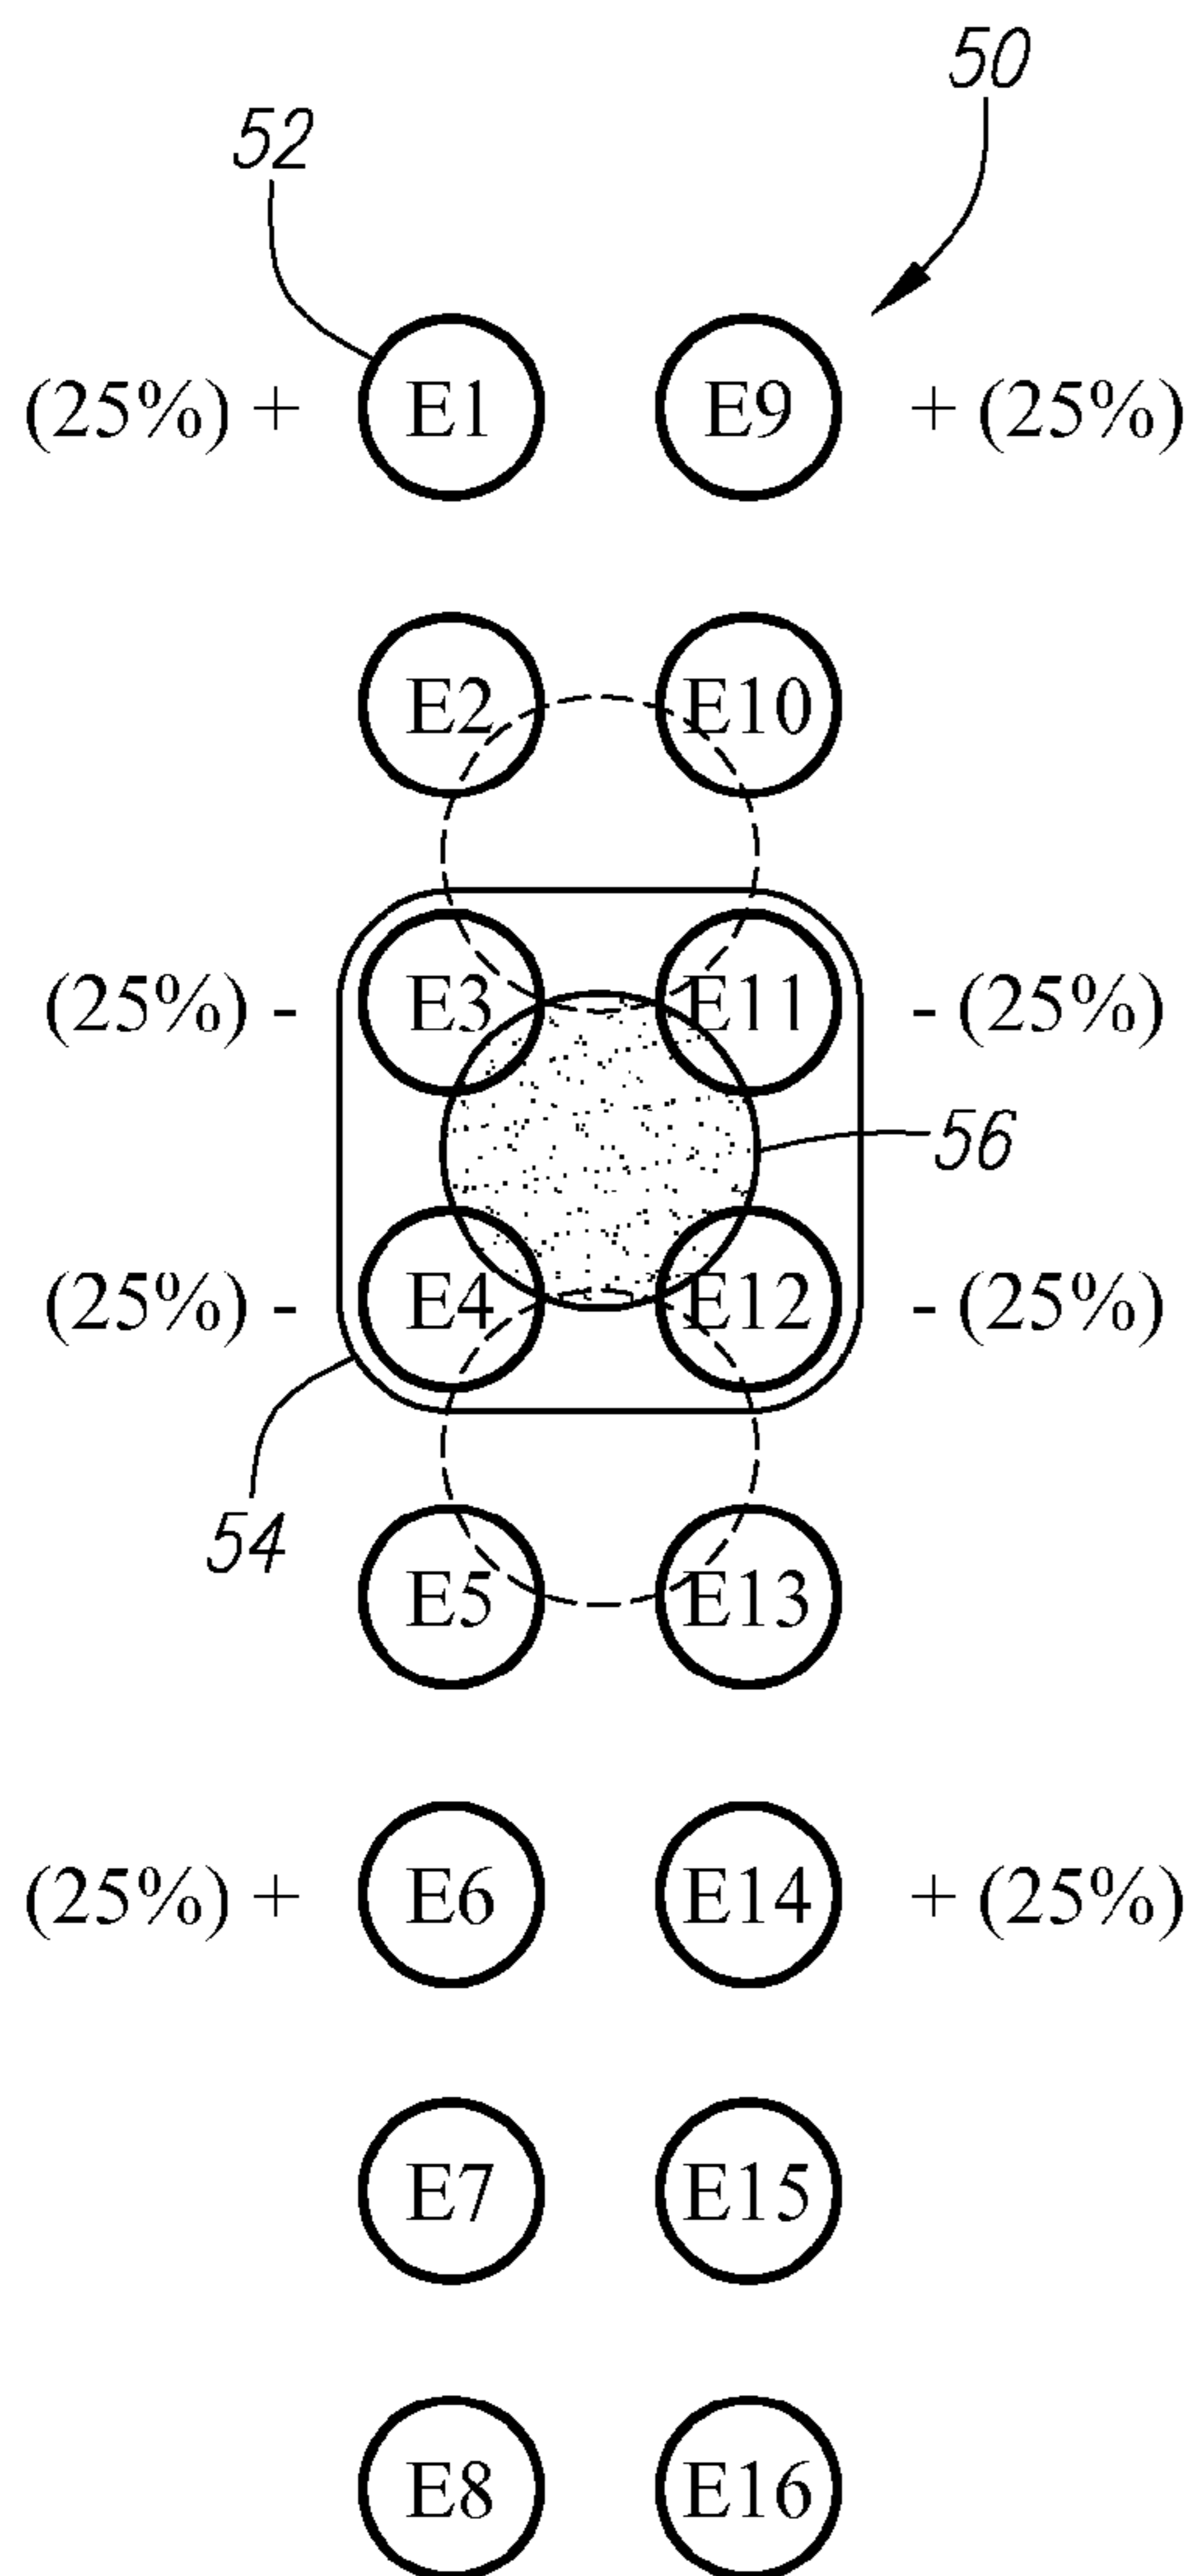 50
52
(25%) + E1 E9 + (25%)
E2 E10
(25%) - E3 E11 - (25%)
56
(25%) - E4 E12 - (25%)
54
E5 E13
(25%) + E6 E14 + (25%)
E7 E15
E8 E16